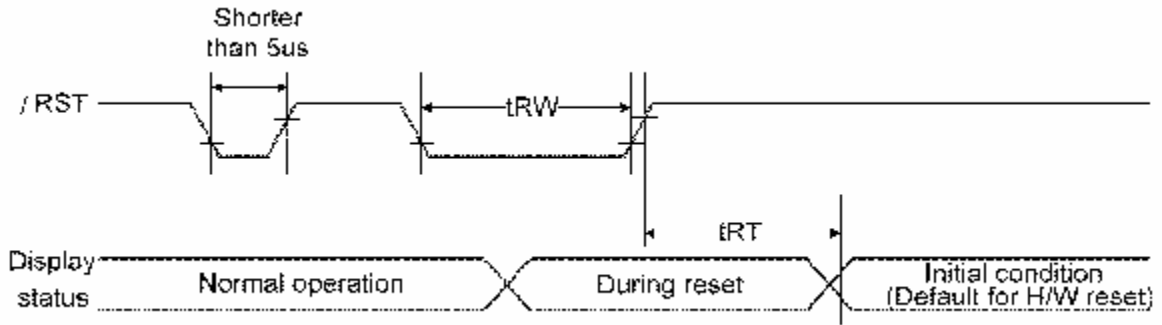 Shorter
than 5us
/ RST
tRW
tRT
Display
status
Normal operation
During reset
Initial condition
(Default for H/W reset)